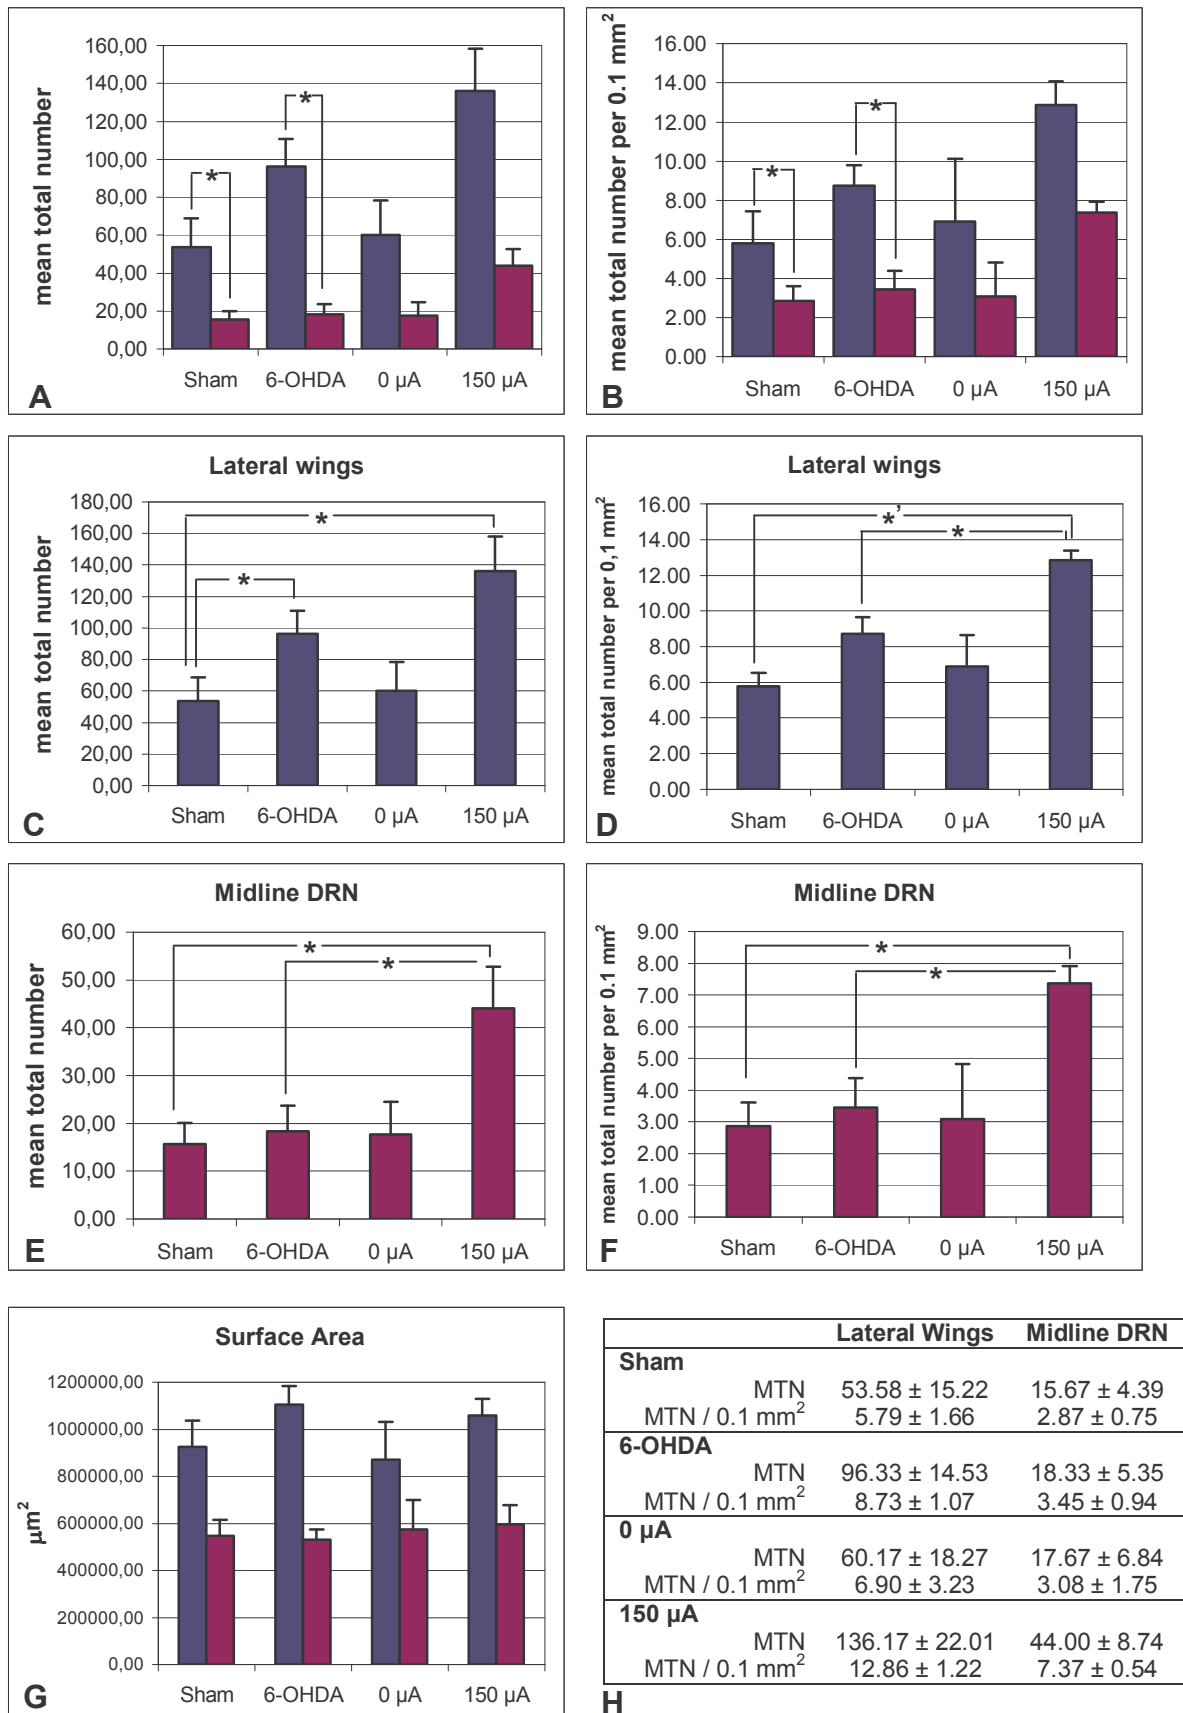 160,00
140,00
120,00
100,00
80,00
60,00
40,00
20,00
0,00
mean total number
*
*
Sham 6-OHDA 0 µA 150 µA
A
16.00
14.00
12.00
10.00
8.00
6.00
4.00
2.00
0.00
mean total number per 0.1 mm²
*
*
Sham 6-OHDA 0 µA 150 µA
B
Lateral wings
180,00
160,00
140,00
120,00
100,00
80,00
60,00
40,00
20,00
0,00
mean total number
*
*
Sham 6-OHDA 0 µA 150 µA
C
Lateral wings
16.00
14.00
12.00
10.00
8.00
6.00
4.00
2.00
0.00
mean total number per 0,1 mm²
*’
*
Sham 6-OHDA 0 µA 150 µA
D
Midline DRN
60,00
50,00
40,00
30,00
20,00
10,00
0,00
mean total number
*
*
Sham 6-OHDA 0 µA 150 µA
E
Midline DRN
9.00
8.00
7.00
6.00
5.00
4.00
3.00
2.00
1.00
0.00
mean total number per 0.1 mm²
*
*
Sham 6-OHDA 0 µA 150 µA
F
Surface Area
1200000,00
1000000,00
800000,00
600000,00
400000,00
200000,00
0,00
µm²
Sham 6-OHDA 0 µA 150 µA
G
Lateral Wings Midline DRN
Sham
MTN 53.58 ± 15.22 15.67 ± 4.39
MTN / 0.1 mm² 5.79 ± 1.66 2.87 ± 0.75
6-OHDA
MTN 96.33 ± 14.53 18.33 ± 5.35
MTN / 0.1 mm² 8.73 ± 1.07 3.45 ± 0.94
0 µA
MTN 60.17 ± 18.27 17.67 ± 6.84
MTN / 0.1 mm² 6.90 ± 3.23 3.08 ± 1.75
150 µA
MTN 136.17 ± 22.01 44.00 ± 8.74
MTN / 0.1 mm² 12.86 ± 1.22 7.37 ± 0.54
H